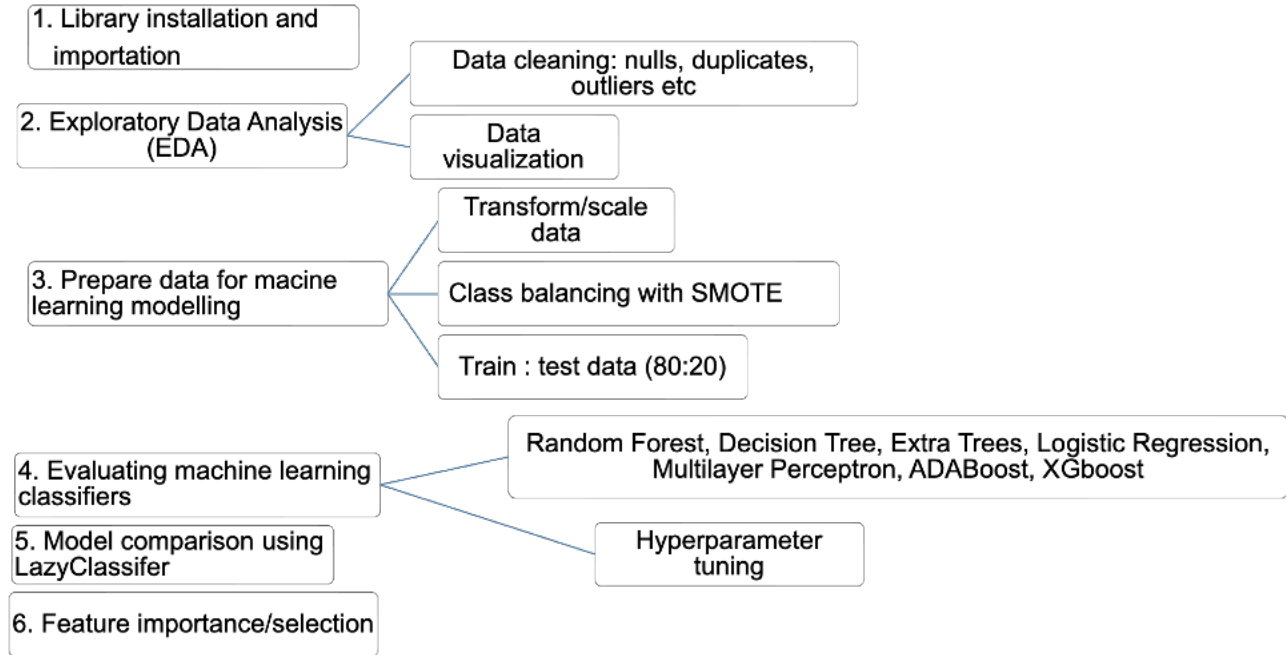 1. Library installation and
importation
Data cleaning: nulls, duplicates,
outliers etc
2. Exploratory Data Analysis
(EDA)
Data
visualization
Transform/scale
data
3. Prepare data for macine
learning modelling
Class balancing with SMOTE
Train : test data (80:20)
Random Forest, Decision Tree, Extra Trees, Logistic Regression,
Multilayer Perceptron, ADABoost, XGboost
4. Evaluating machine learning
classifiers
Hyperparameter
tuning
5. Model comparison using
LazyClassifer
6. Feature importance/selection